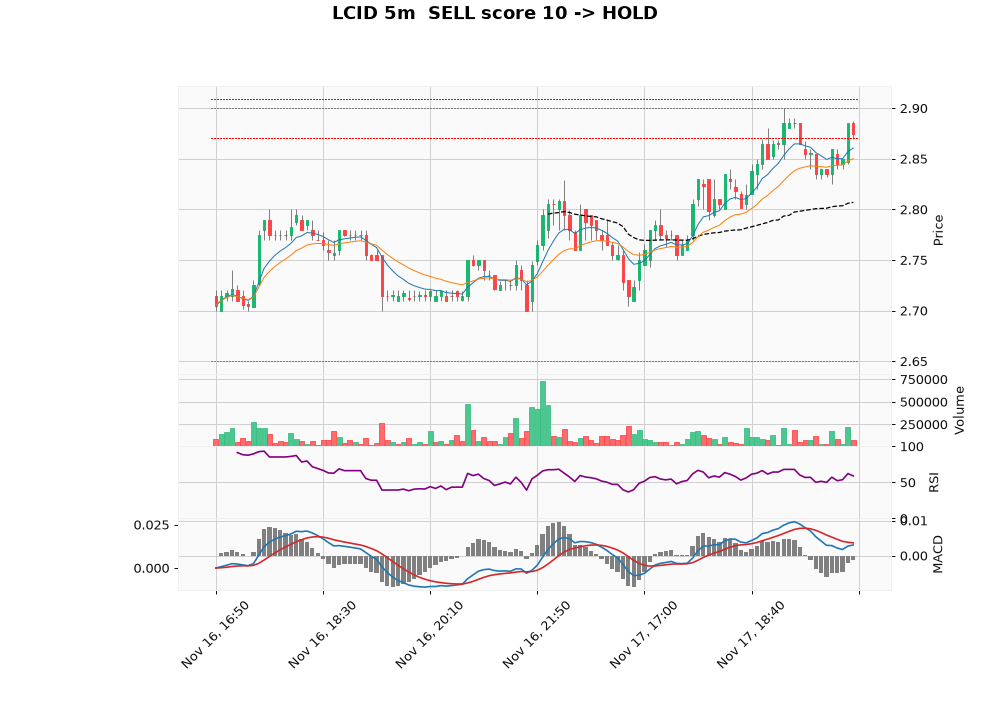 LCID 5m  SELL score 10 -> HOLD
2.90
2.85
2.80
2.75
2.70
2.65
Price
750000
500000
250000
Volume
100
50
0
RSI
0.025
0.000
0.01
0.00
MACD
Nov 16, 16:50
Nov 16, 18:30
Nov 16, 20:10
Nov 16, 21:50
Nov 17, 17:00
Nov 17, 18:40